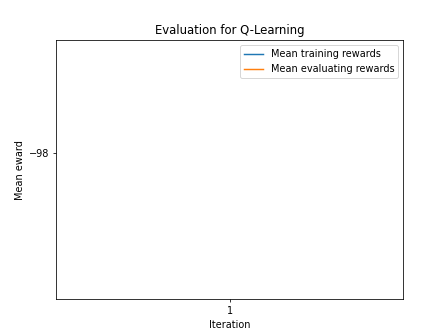 Evaluation for Q-Learning
Mean training rewards
Mean evaluating rewards
Mean eward
−98
1
Iteration